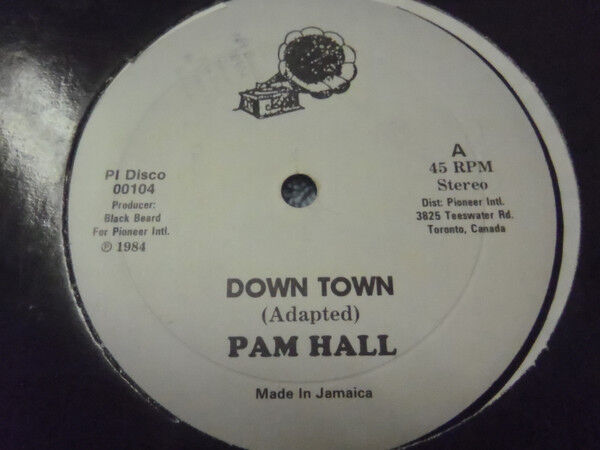 PI Disco
00104
Producer:
Black Beard
For Pioneer Intl.
℗ 1984
A
45 RPM
Stereo
Dist: Pioneer Intl.
3825 Teeswater Rd.
Toronto, Canada
DOWN TOWN
(Adapted)
PAM HALL
Made In Jamaica